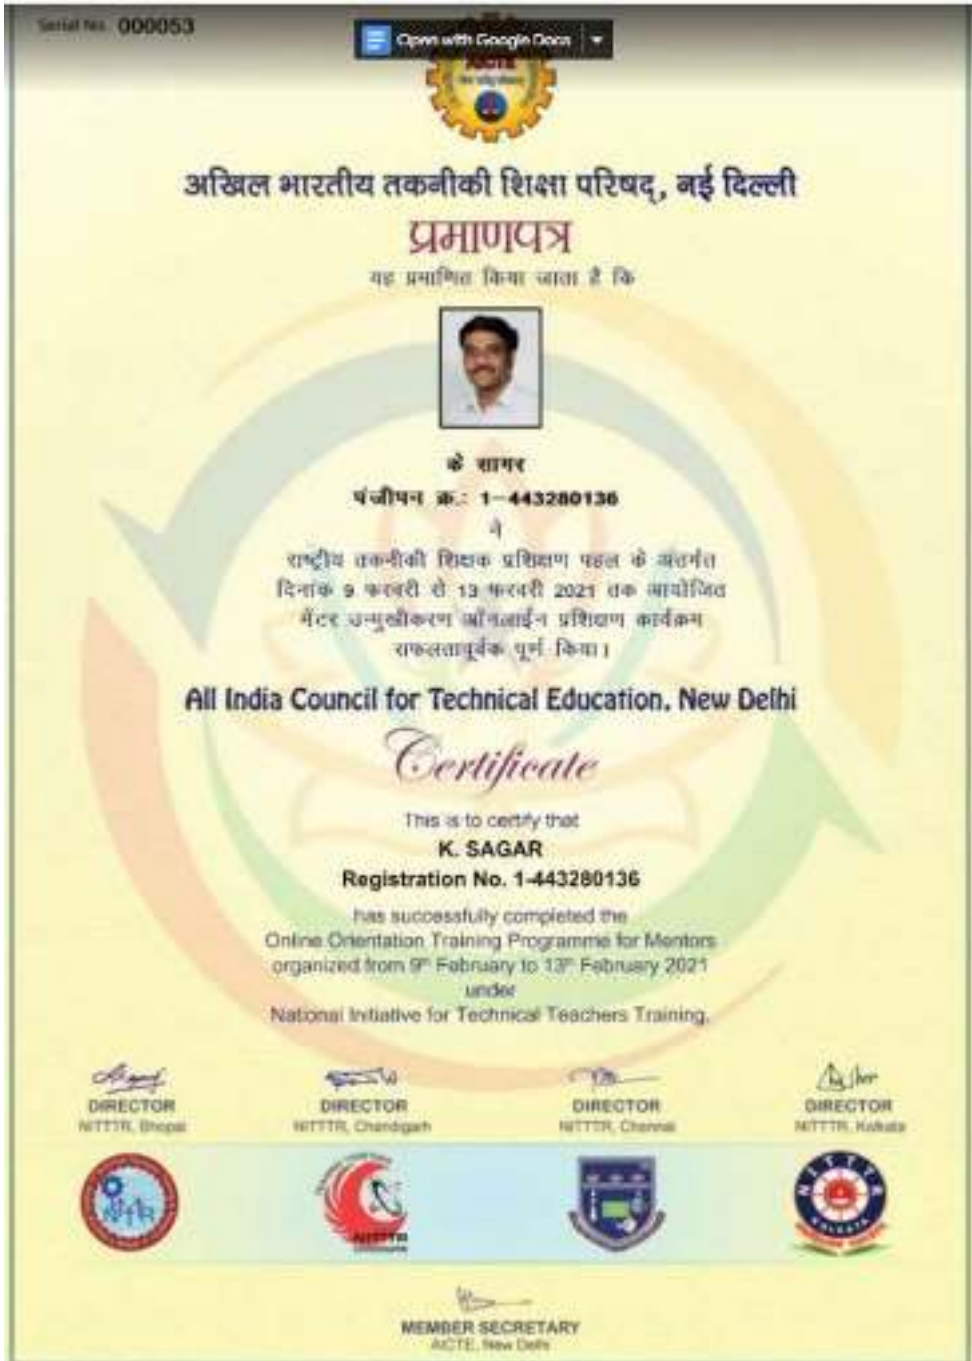 Serial No. 000053
Open with Google Docs
AICTE
अखिल भारतीय तकनीकी शिक्षा परिषद्, नई दिल्ली
प्रमाणपत्र
यह प्रमाणित किया जाता है कि
के सागर
पंजीयन क्र.: 1-443280136
ने
राष्ट्रीय तकनीकी शिक्षक प्रशिक्षण पहल के अंतर्गत
दिनांक 9 फरवरी से 13 फरवरी 2021 तक आयोजित
मेंटर उन्मुखीकरण ऑनलाईन प्रशिक्षण कार्यक्रम
सफलतापूर्वक पूर्ण किया।
All India Council for Technical Education, New Delhi
Certificate
This is to certify that
K. SAGAR
Registration No. 1-443280136
has successfully completed the
Online Orientation Training Programme for Mentors
organized from 9th February to 13th February 2021
under
National Initiative for Technical Teachers Training.
DIRECTOR DIRECTOR DIRECTOR DIRECTOR
NITTTR, Bhopal NITTTR, Chandigarh NITTTR, Chennai NITTTR, Kolkata
NITTTR
KOLKATA
MEMBER SECRETARY
AICTE, New Delhi